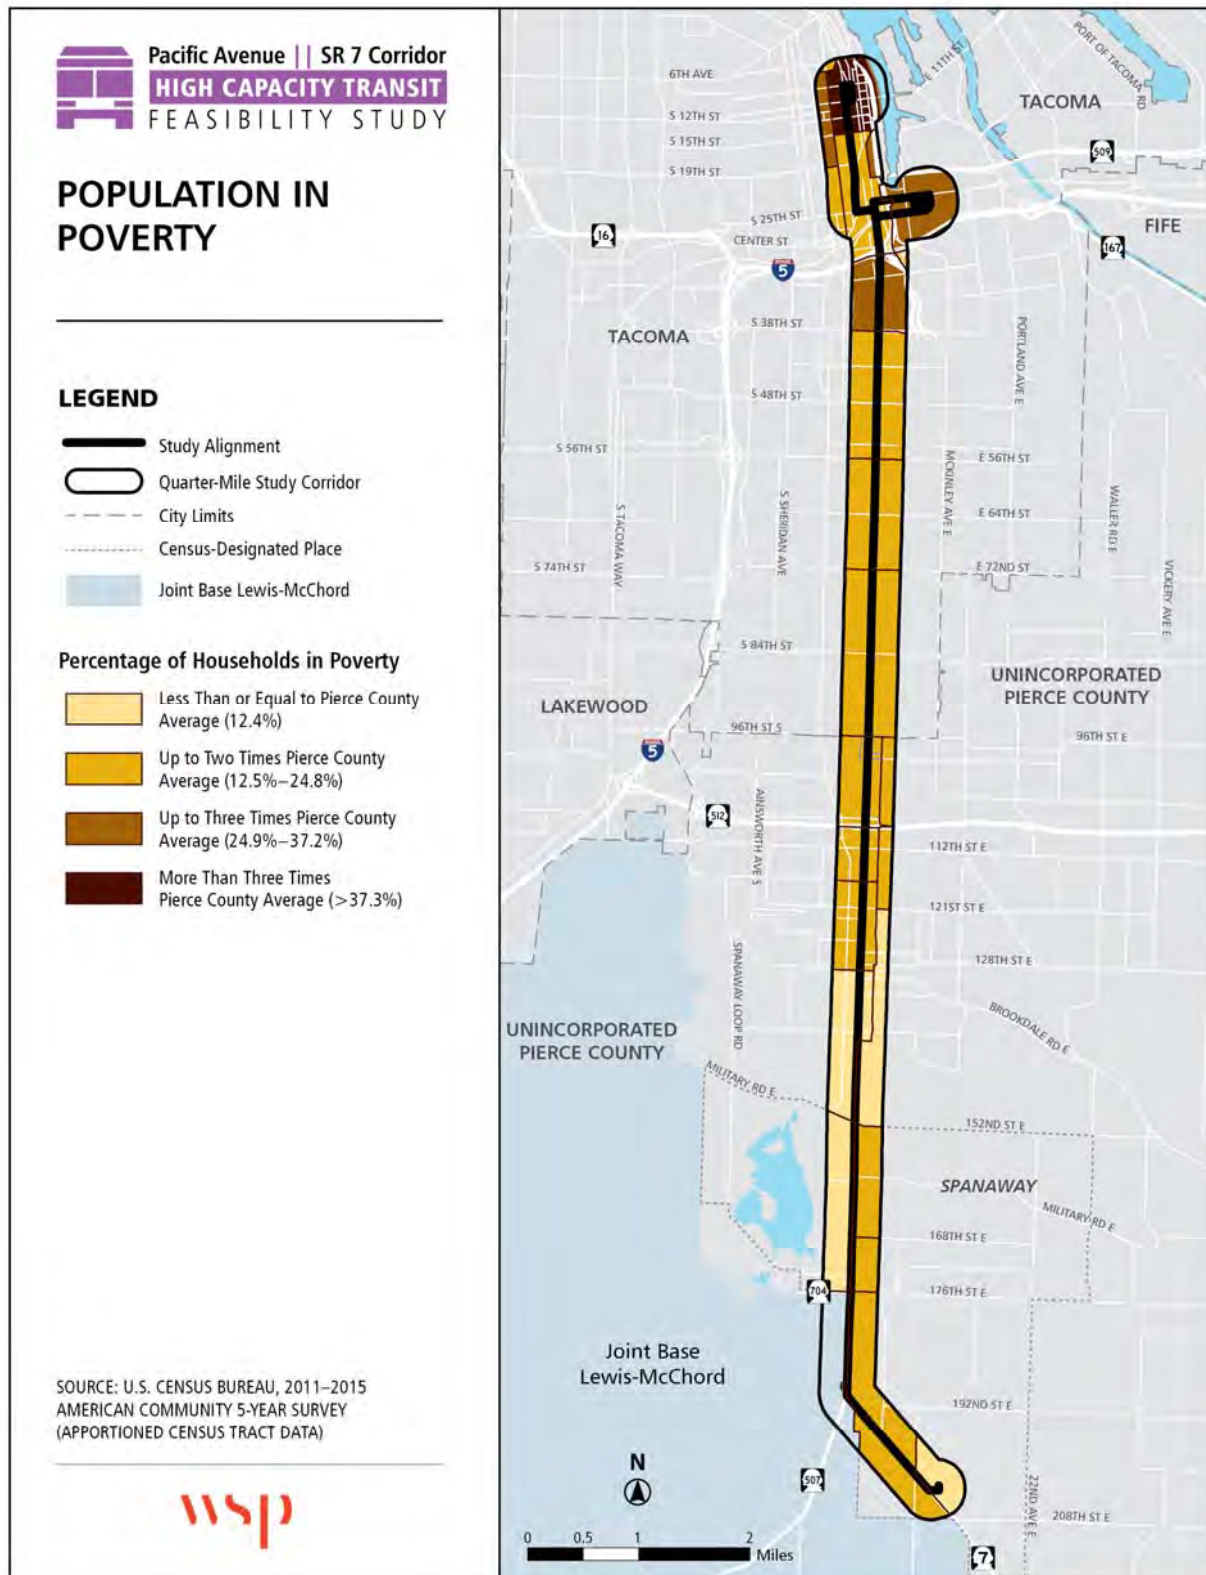 Pacific Avenue || SR 7 Corridor
HIGH CAPACITY TRANSIT
FEASIBILITY STUDY
POPULATION IN
POVERTY
LEGEND
Study Alignment
Quarter-Mile Study Corridor
City Limits
Census-Designated Place
Joint Base Lewis-McChord
Percentage of Households in Poverty
Less Than or Equal to Pierce County
Average (12.4%)
Up to Two Times Pierce County
Average (12.5%–24.8%)
Up to Three Times Pierce County
Average (24.9%–37.2%)
More Than Three Times
Pierce County Average (>37.3%)
SOURCE: U.S. CENSUS BUREAU, 2011–2015
AMERICAN COMMUNITY 5-YEAR SURVEY
(APPORTIONED CENSUS TRACT DATA)
wsp
6TH AVE
E 11TH ST
PORT OF TACOMA RD
TACOMA
S 12TH ST
S 15TH ST
509
S 19TH ST
S 25TH ST
FIFE
16
CENTER ST
167
5
S 38TH ST
TACOMA
PORTLAND AVE E
S 48TH ST
S 56TH ST
MCKINLEY AVE E
E 56TH ST
S TACOMA WAY
S SHERIDAN AVE
WALLER RD E
E 64TH ST
S 74TH ST
E 72ND ST
VICKERY AVE E
S 84TH ST
UNINCORPORATED
PIERCE COUNTY
LAKEWOOD
96TH ST S
96TH ST E
5
512
AINSWORTH AVE S
112TH ST E
121ST ST E
SPANAWAY LOOP RD
128TH ST E
BROOKDALE RD E
UNINCORPORATED
PIERCE COUNTY
MILITARY RD E
152ND ST E
SPANAWAY
MILITARY RD E
168TH ST E
704
176TH ST E
Joint Base
Lewis-McChord
192ND ST E
N
507
22ND AVE E
208TH ST E
0 0.5 1 2
Miles
7